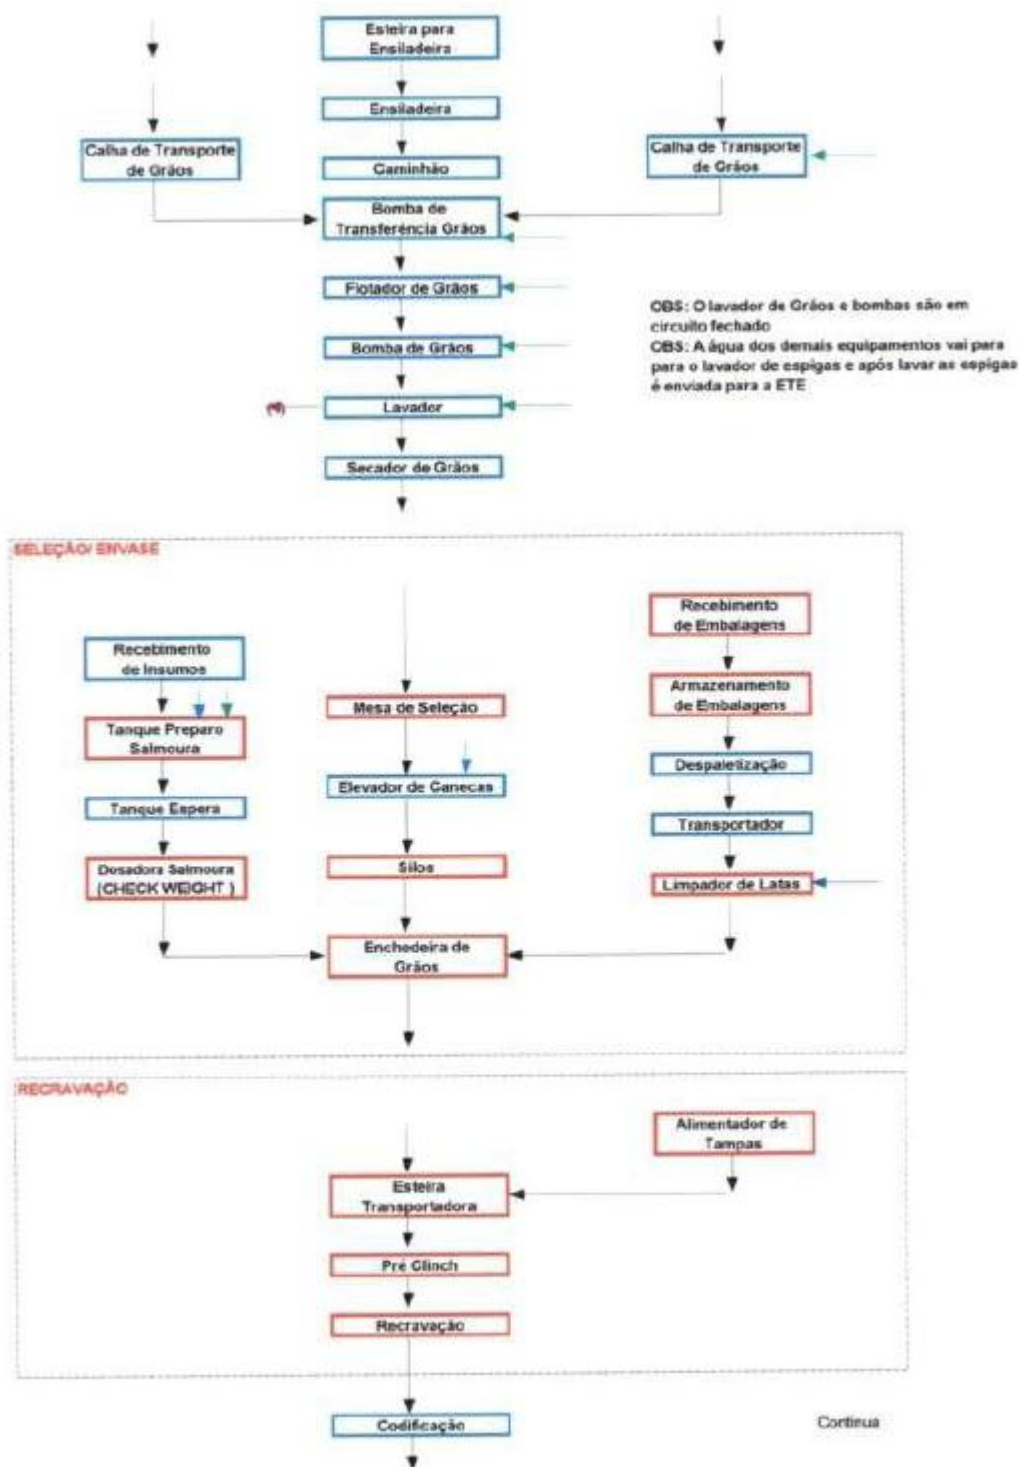 Esteira para
Ensiladeira
Ensiladeira
Calha de Transporte
de Grãos
Calha de Transporte
de Grãos
Caminhão
Bomba de
Transferência Grãos
Flotador de Grãos
OBS: O lavador de Grãos e bombas são em
circuito fechado
OBS: A água dos demais equipamentos vai para
para o lavador de espigas e após lavar as espigas
é enviada para a ETE
Bomba de Grãos
Lavador
Secador de Grãos
SELEÇÃO/ ENVASE
Recebimento
de Insumos
Tanque Preparo
Salmoura
Tanque Espera
Dosadora Salmoura
( CHECK WEIGHT )
Mesa de Seleção
Elevador de Canecas
Silos
Enchedeira de
Grãos
Recebimento
de Embalagens
Armazenamento
de Embalagens
Despaletização
Transportador
Limpador de Latas
RECRAVAÇÃO
Alimentador de
Tampas
Esteira
Transportadora
Pré Clinch
Recravação
Codificação
Continua